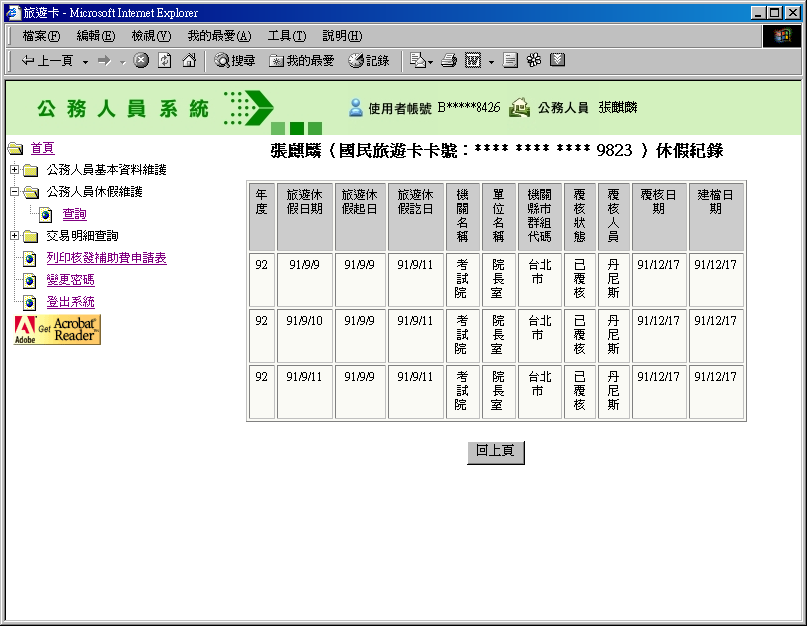 旅遊卡 - Microsoft Internet Explorer
檔案(F) 編輯(E) 檢視(V) 我的最愛(A) 工具(T) 說明(H)
上一頁 搜尋 我的最愛 記錄
公務人員系統 使用者帳號 B*****8426 公務人員 張麒麟
首頁
公務人員基本資料維護
公務人員休假維護
查詢
交易明細查詢
列印核發補助費申請表
變更密碼
登出系統
Adobe Get Acrobat Reader
張麒麟（國民旅遊卡卡號：**** **** **** 9823 ）休假紀錄
年度 旅遊休假日期 旅遊休假起日 旅遊休假訖日 機關名稱 單位名稱 機關縣市群組代碼 覆核狀態 覆核人員 覆核日期 建檔日期
92 91/9/9 91/9/9 91/9/11 考試院 院長室 台北市 已覆核 丹尼斯 91/12/17 91/12/17
92 91/9/10 91/9/9 91/9/11 考試院 院長室 台北市 已覆核 丹尼斯 91/12/17 91/12/17
92 91/9/11 91/9/9 91/9/11 考試院 院長室 台北市 已覆核 丹尼斯 91/12/17 91/12/17
回上頁